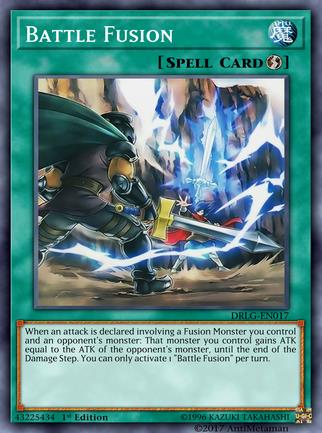 Battle Fusion
[Spell Card]
DRLG-EN017
When an attack is declared involving a Fusion Monster you control
and an opponent's monster: That monster you control gains ATK
equal to the ATK of the opponent's monster, until the end of the
Damage Step. You can only activate 1 "Battle Fusion" per turn.
43225434 1st Edition ©1996 KAZUKI TAKAHASHI
©2017 AntiMetaman